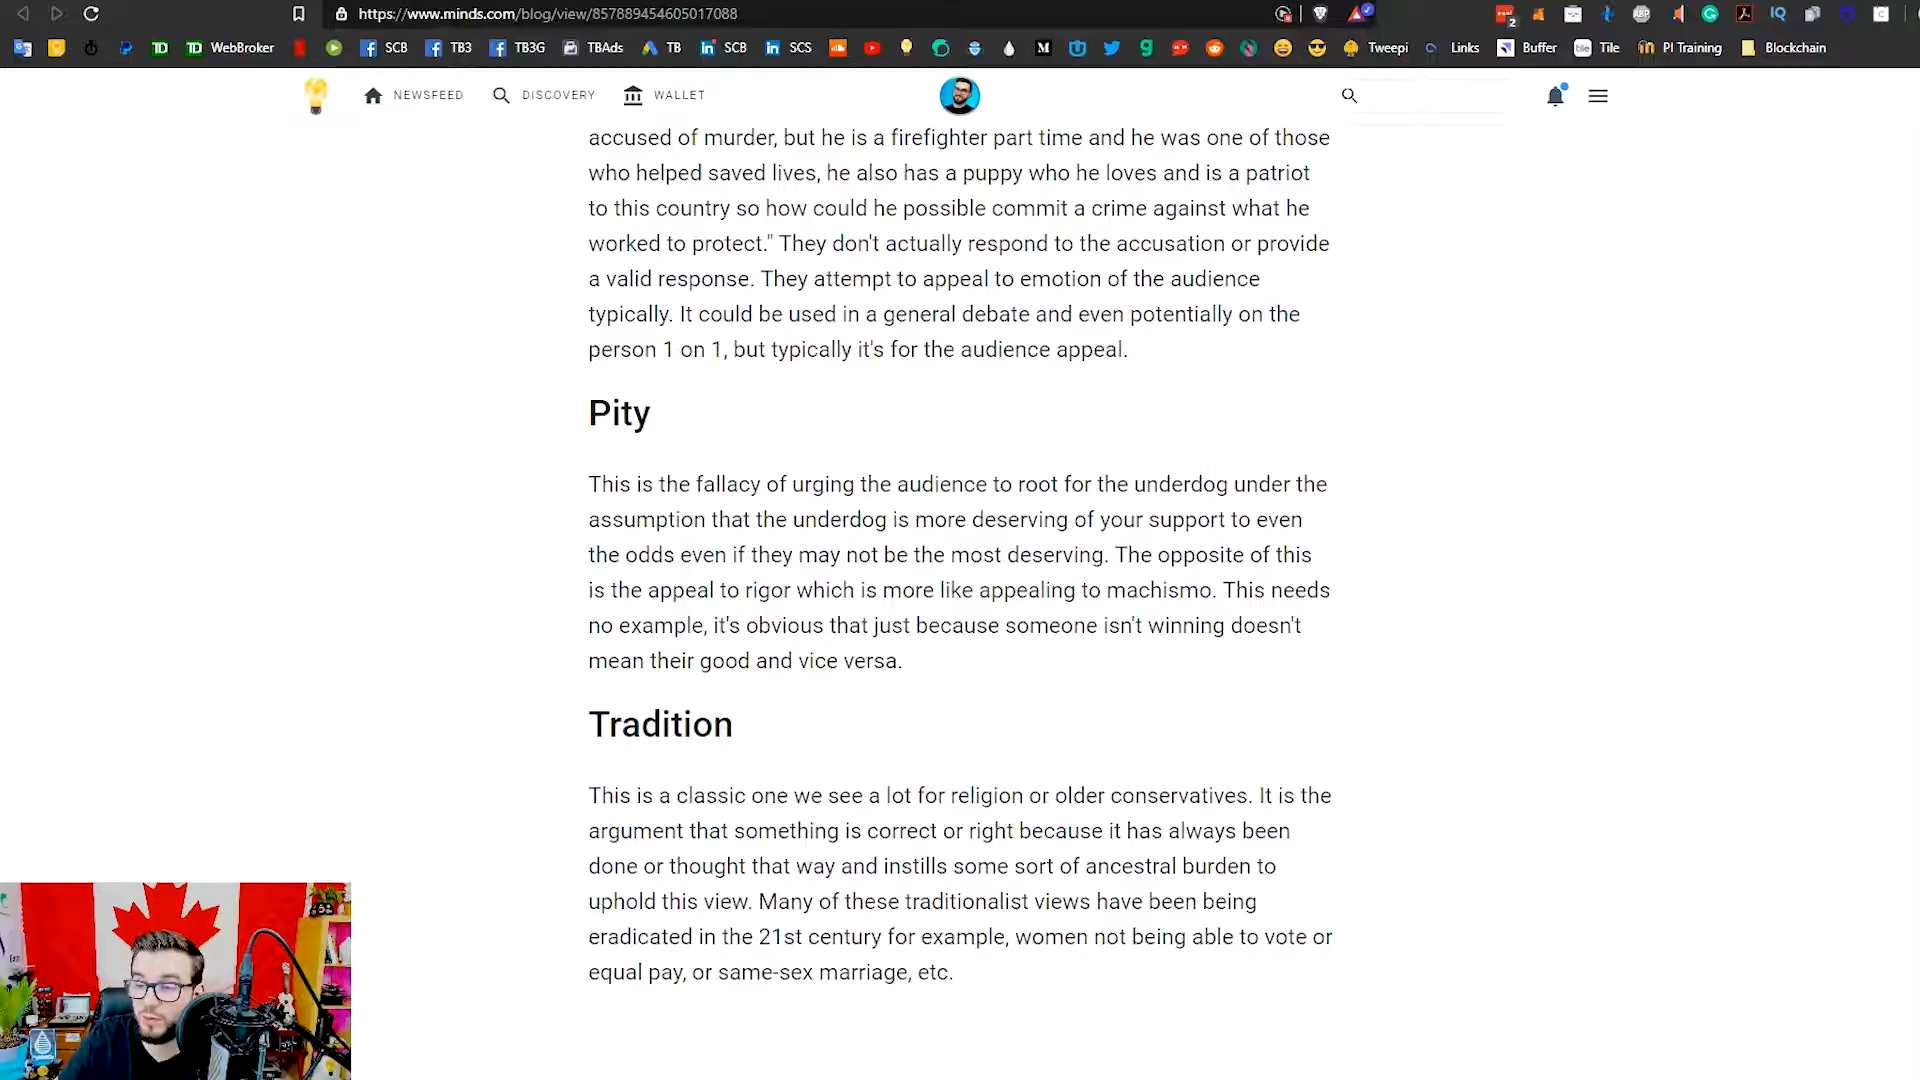 https://www.minds.com/blog/view/857889454605017088
TD
TD WebBroker
SCB
TB3
TB3G
TBAds
TB
SCB
SCS
Tweepi
Links
Buffer
Tile
PI Training
Blockchain
NEWSFEED
DISCOVERY
WALLET
accused of murder, but he is a firefighter part time and he was one of those
who helped saved lives, he also has a puppy who he loves and is a patriot
to this country so how could he possible commit a crime against what he
worked to protect." They don't actually respond to the accusation or provide
a valid response. They attempt to appeal to emotion of the audience
typically. It could be used in a general debate and even potentially on the
person 1 on 1, but typically it's for the audience appeal.
Pity
This is the fallacy of urging the audience to root for the underdog under the
assumption that the underdog is more deserving of your support to even
the odds even if they may not be the most deserving. The opposite of this
is the appeal to rigor which is more like appealing to machismo. This needs
no example, it's obvious that just because someone isn't winning doesn't
mean their good and vice versa.
Tradition
This is a classic one we see a lot for religion or older conservatives. It is the
argument that something is correct or right because it has always been
done or thought that way and instills some sort of ancestral burden to
uphold this view. Many of these traditionalist views have been being
eradicated in the 21st century for example, women not being able to vote or
equal pay, or same-sex marriage, etc.